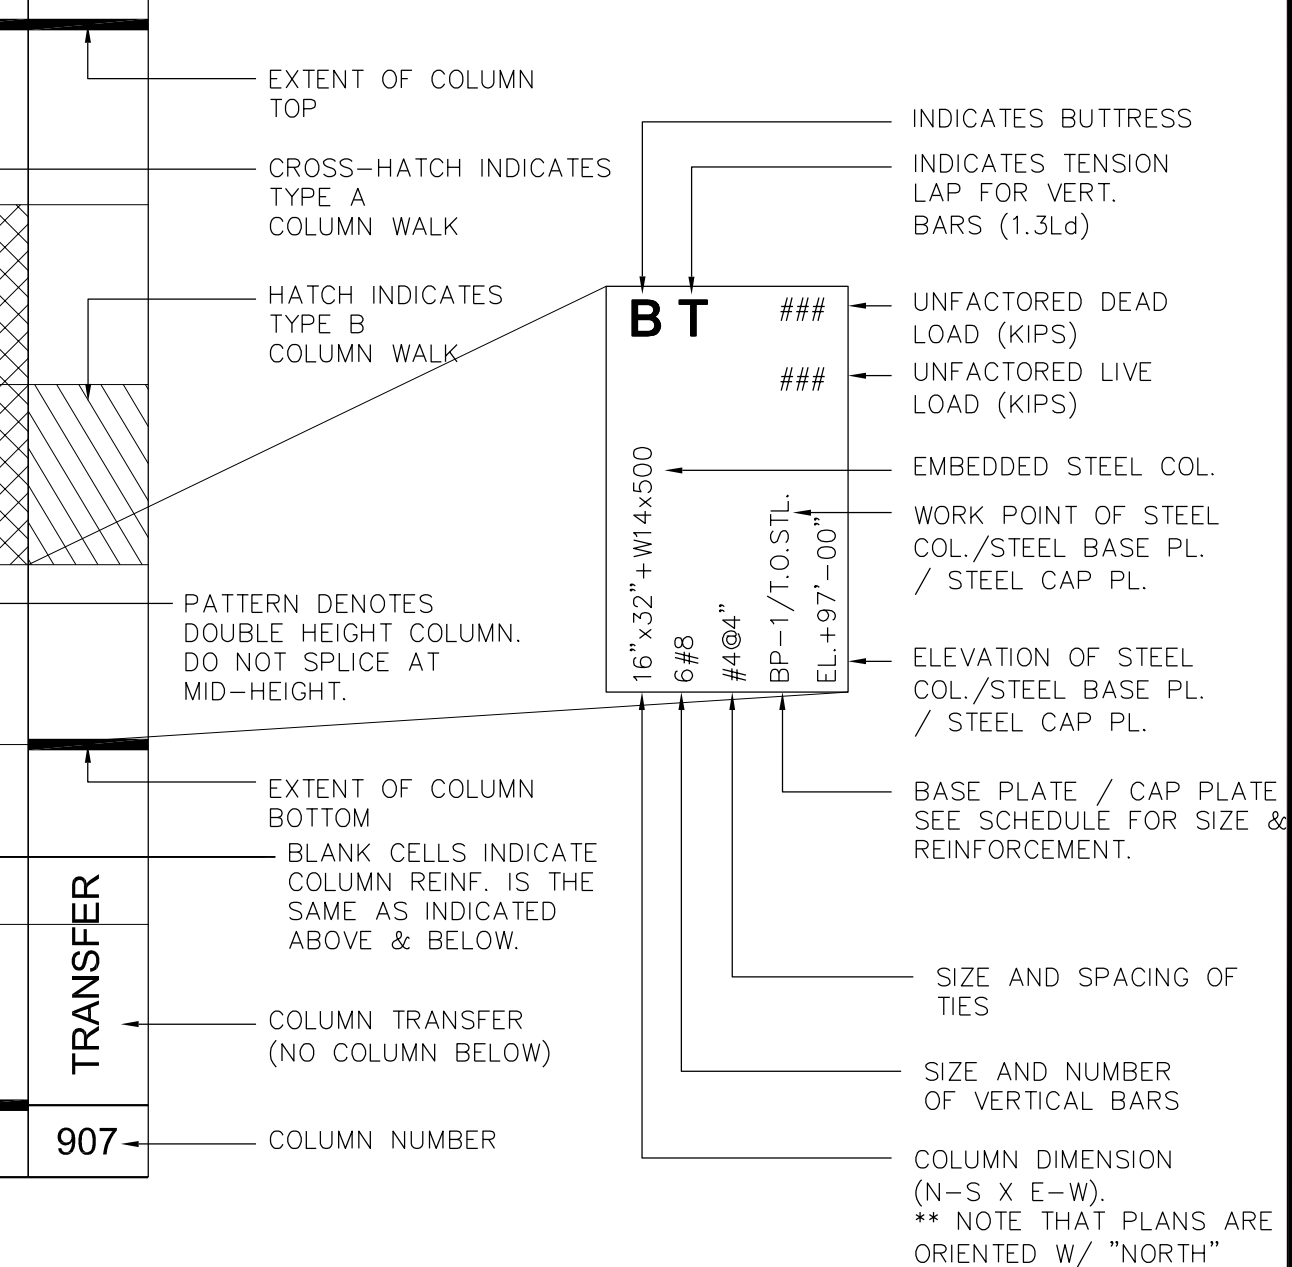 EXTENT OF COLUMN
TOP
CROSS-HATCH INDICATES
TYPE A
COLUMN WALK
HATCH INDICATES
TYPE B
COLUMN WALK
PATTERN DENOTES
DOUBLE HEIGHT COLUMN.
DO NOT SPLICE AT
MID-HEIGHT.
EXTENT OF COLUMN
BOTTOM
BLANK CELLS INDICATE
COLUMN REINF. IS THE
SAME AS INDICATED
ABOVE & BELOW.
TRANSFER
COLUMN TRANSFER
(NO COLUMN BELOW)
907
COLUMN NUMBER
B T
###
###
16"x32"+W14x500
6#8
#4@4"
BP-1/T.O.STL.
EL.+97'-00"
INDICATES BUTTRESS
INDICATES TENSION
LAP FOR VERT.
BARS (1.3Ld)
UNFACTORED DEAD
LOAD (KIPS)
UNFACTORED LIVE
LOAD (KIPS)
EMBEDDED STEEL COL.
WORK POINT OF STEEL
COL./STEEL BASE PL.
/ STEEL CAP PL.
ELEVATION OF STEEL
COL./STEEL BASE PL.
/ STEEL CAP PL.
BASE PLATE / CAP PLATE
SEE SCHEDULE FOR SIZE &
REINFORCEMENT.
SIZE AND SPACING OF
TIES
SIZE AND NUMBER
OF VERTICAL BARS
COLUMN DIMENSION
(N-S X E-W).
** NOTE THAT PLANS ARE
ORIENTED W/ "NORTH"